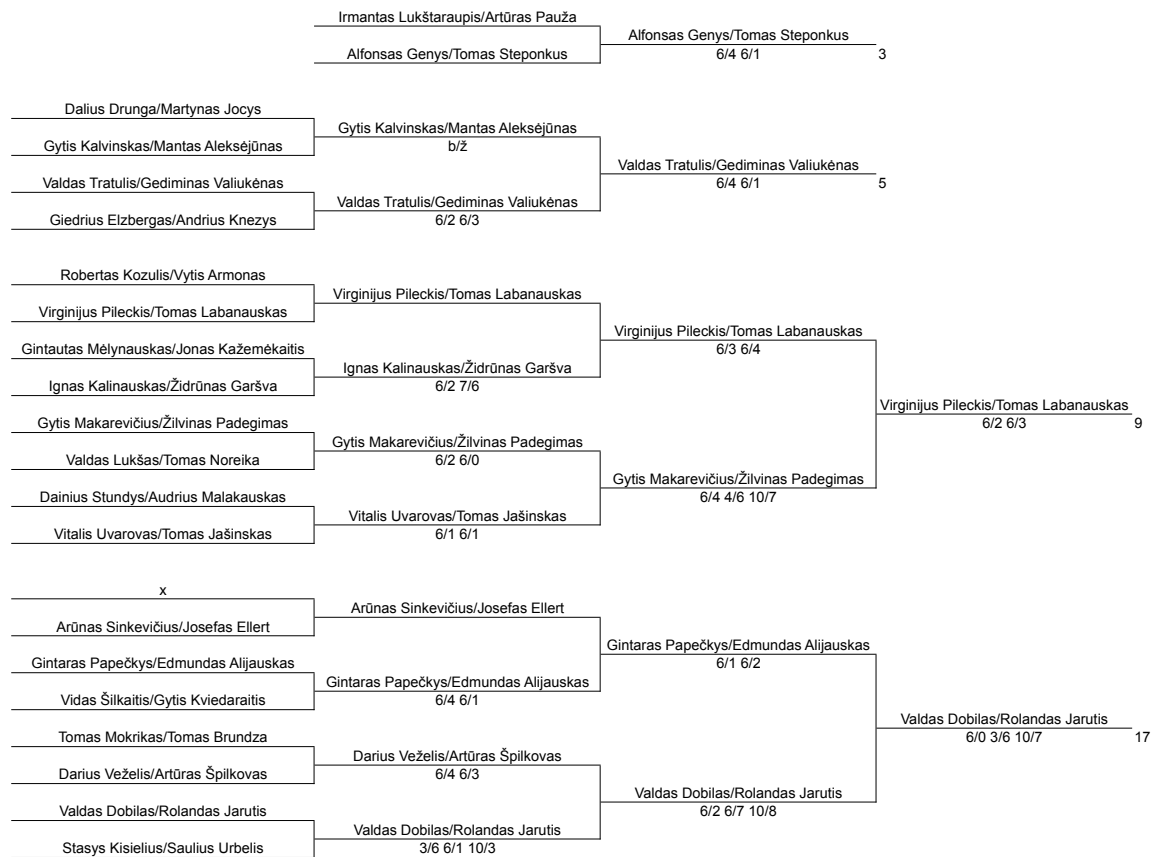 Irmantas Lukštaraupis/Artūras Pauža
Alfonsas Genys/Tomas Steponkus
Alfonsas Genys/Tomas Steponkus
6/4 6/1
3
Dalius Drunga/Martynas Jocys
Gytis Kalvinskas/Mantas Aleksėjūnas
Gytis Kalvinskas/Mantas Aleksėjūnas
b/ž
Valdas Tratulis/Gediminas Valiukėnas
6/4 6/1
5
Valdas Tratulis/Gediminas Valiukėnas
Valdas Tratulis/Gediminas Valiukėnas
6/2 6/3
Giedrius Elzbergas/Andrius Knezys
Robertas Kozulis/Vytis Armonas
Virginijus Pileckis/Tomas Labanauskas
Virginijus Pileckis/Tomas Labanauskas
Virginijus Pileckis/Tomas Labanauskas
6/3 6/4
Gintautas Mėlynauskas/Jonas Kažemėkaitis
Ignas Kalinauskas/Židrūnas Garšva
6/2 7/6
Ignas Kalinauskas/Židrūnas Garšva
Virginijus Pileckis/Tomas Labanauskas
6/2 6/3
9
Gytis Makarevičius/Žilvinas Padegimas
Gytis Makarevičius/Žilvinas Padegimas
6/2 6/0
Valdas Lukšas/Tomas Noreika
Gytis Makarevičius/Žilvinas Padegimas
6/4 4/6 10/7
Dainius Stundys/Audrius Malakauskas
Vitalis Uvarovas/Tomas Jašinskas
6/1 6/1
Vitalis Uvarovas/Tomas Jašinskas
x
Arūnas Sinkevičius/Josefas Ellert
Arūnas Sinkevičius/Josefas Ellert
Gintaras Papečkys/Edmundas Alijauskas
6/1 6/2
Gintaras Papečkys/Edmundas Alijauskas
Gintaras Papečkys/Edmundas Alijauskas
6/4 6/1
Vidas Šilkaitis/Gytis Kviedaraitis
Valdas Dobilas/Rolandas Jarutis
6/0 3/6 10/7
17
Tomas Mokrikas/Tomas Brundza
Darius Veželis/Artūras Špilkovas
6/4 6/3
Darius Veželis/Artūras Špilkovas
Valdas Dobilas/Rolandas Jarutis
6/2 6/7 10/8
Valdas Dobilas/Rolandas Jarutis
Valdas Dobilas/Rolandas Jarutis
3/6 6/1 10/3
Stasys Kisielius/Saulius Urbelis